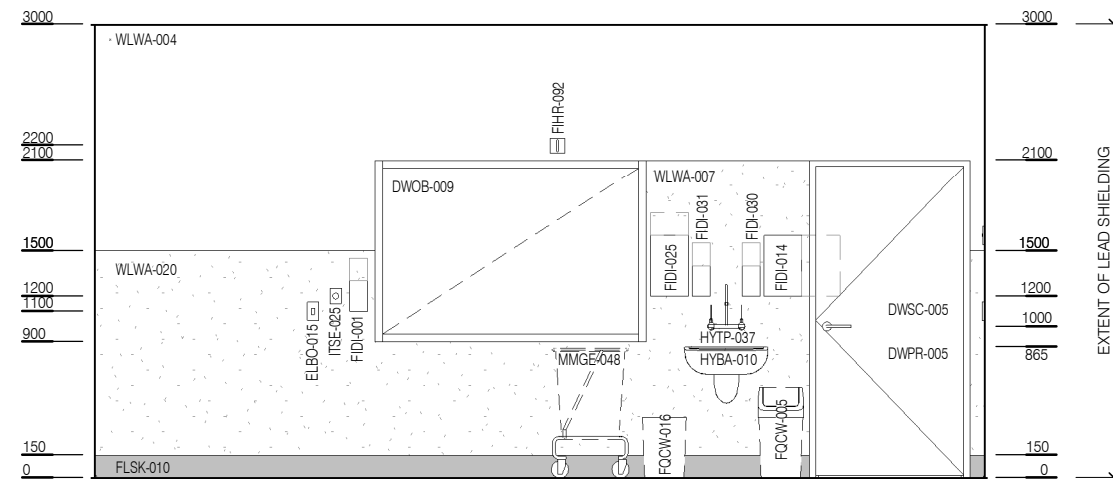 3000
3000
WLWA-004
FIHR-092
2200
2100
2100
DWOB-009
WLWA-007
FIDI-031
FIDI-030
EXTENT OF LEAD SHIELDING
1500
1500
WLWA-020
FIDI-025
FIDI-014
1200
1200
1100
ELBO-015
ITSE-025
FIDI-001
DWSC-005
1000
900
HYTP-037
865
MMGE-048
HYBA-010
DWPR-005
FQCW-016
FQCW-005
150
150
FLSK-010
0
0